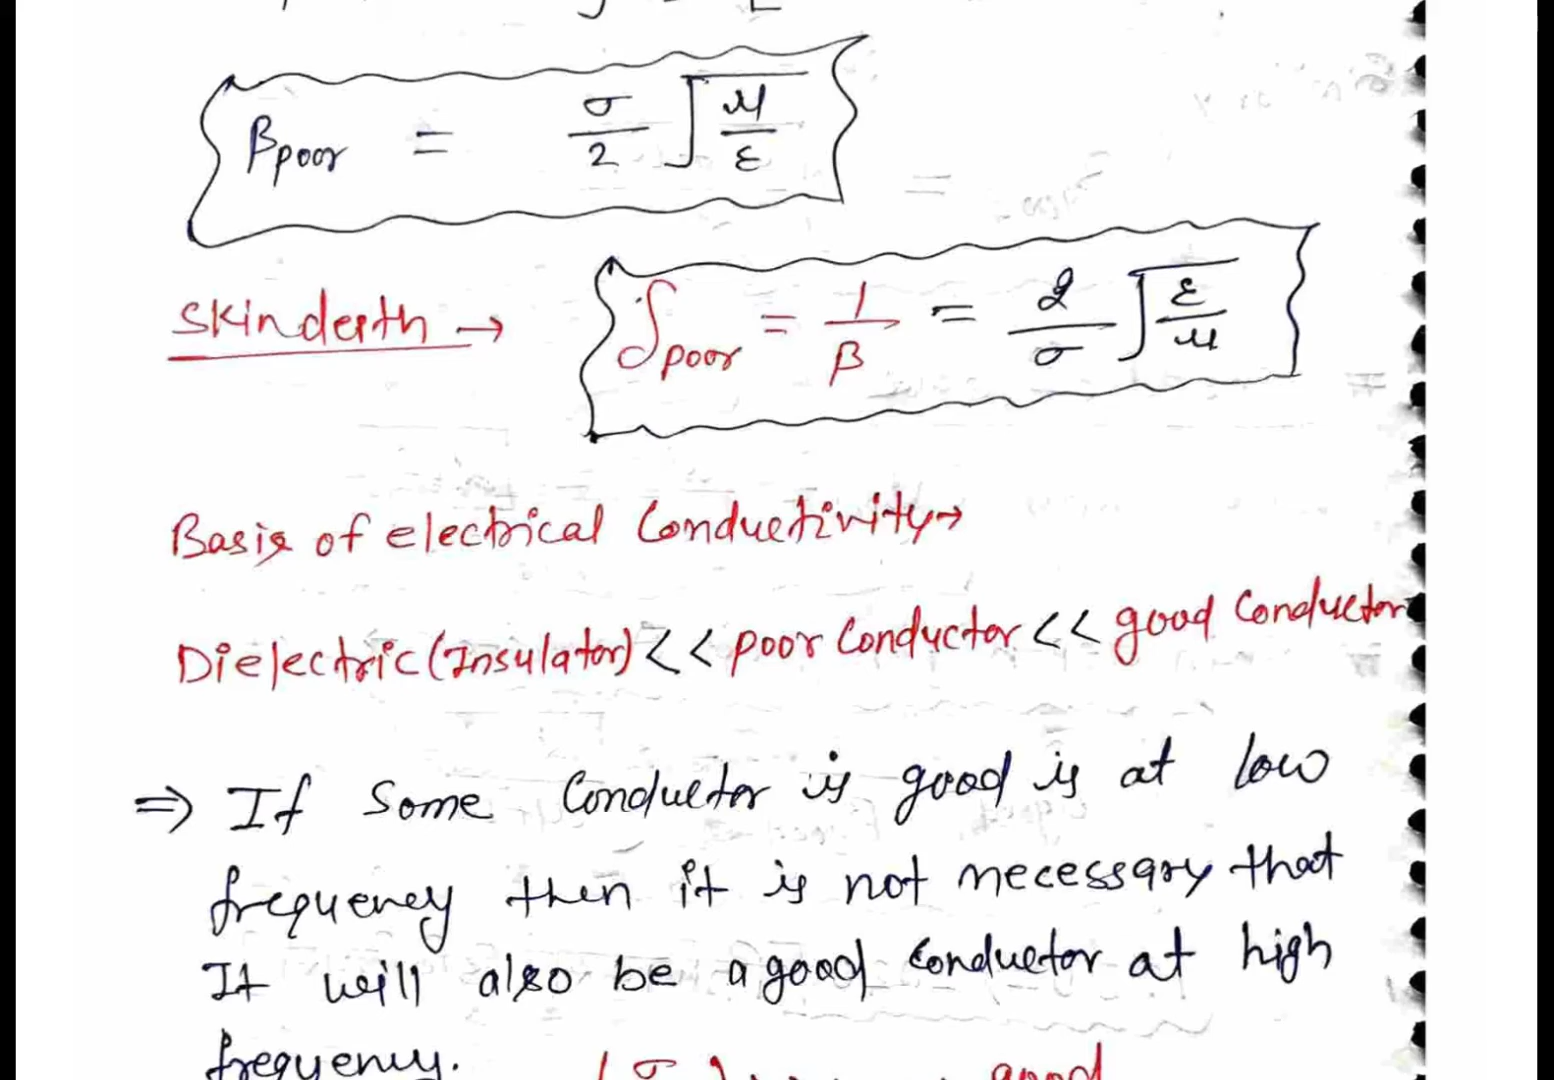 βpoor = σ/2 √(μ/ε)
Skindepth → δpoor = 1/β = 2/σ √(ε/μ)
Basis of electrical Conductivity→
Dielectric(Insulator) << poor Conductor << good Conductor
⇒ If Some Conductor is good is at low
frequency then it is not necessary that
It will also be a good conductor at high
frequency. (σ
good